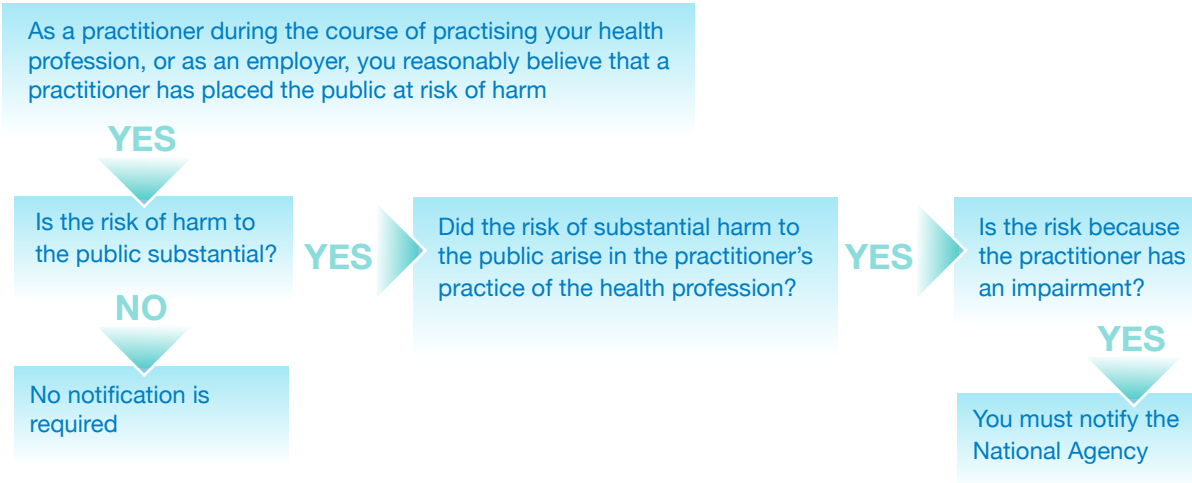 As a practitioner during the course of practising your health
profession, or as an employer, you reasonably believe that a
practitioner has placed the public at risk of harm
YES
Is the risk of harm to
the public substantial?
YES
Did the risk of substantial harm to
the public arise in the practitioner’s
practice of the health profession?
YES
Is the risk because
the practitioner has
an impairment?
NO
No notification is
required
YES
You must notify the
National Agency